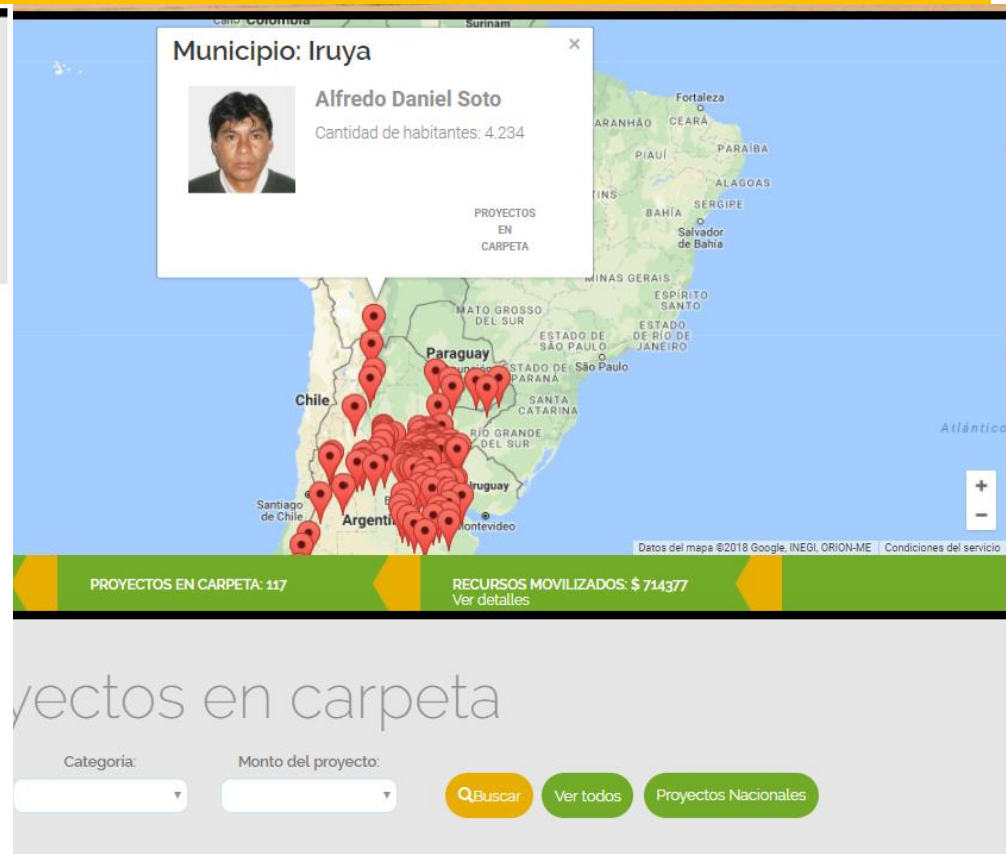 Colombia
Surinam
Municipio: Iruya
×
Alfredo Daniel Soto
Cantidad de habitantes: 4.234
PROYECTOS
EN
CARPETA
Fortaleza
ARANHÃO
CEARÁ
PIAUÍ
PARAÍBA
ALAGOAS
TINS
SERGIPE
BAHÍA
Salvador
de Bahía
MINAS GERAIS
ESPÍRITO
SANTO
MATO GROSSO
DEL SUR
ESTADO DE
SÃO PAULO
ESTADO
DE RÍO DE
JANEIRO
Paraguay
São Paulo
ESTADO DE
PARANÁ
Chile
SANTA
CATARINA
RÍO GRANDE
DEL SUR
Atlántico
Uruguay
Santiago
de Chile
Argenti
Montevideo
+
−
Datos del mapa ©2018 Google, INEGI, ORION-ME
Condiciones del servicio
PROYECTOS EN CARPETA: 117
RECURSOS MOVILIZADOS: $ 714377
Ver detalles
yectos en carpeta
Categoría:
Monto del proyecto:
Buscar
Ver todos
Proyectos Nacionales